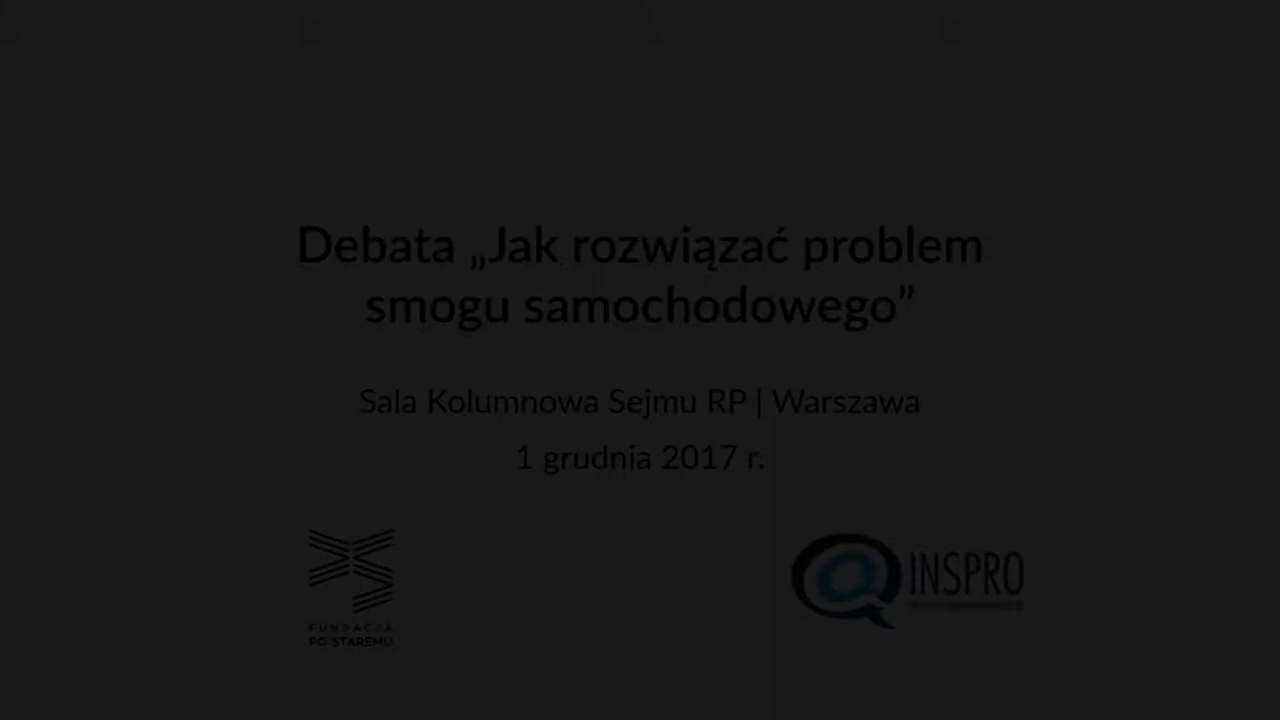 Debata „Jak rozwiązać problem
smogu samochodowego”
Sala Kolumnowa Sejmu RP | Warszawa
1 grudnia 2017 r.
FUNDACJA
PO STAREMU
INSPRO